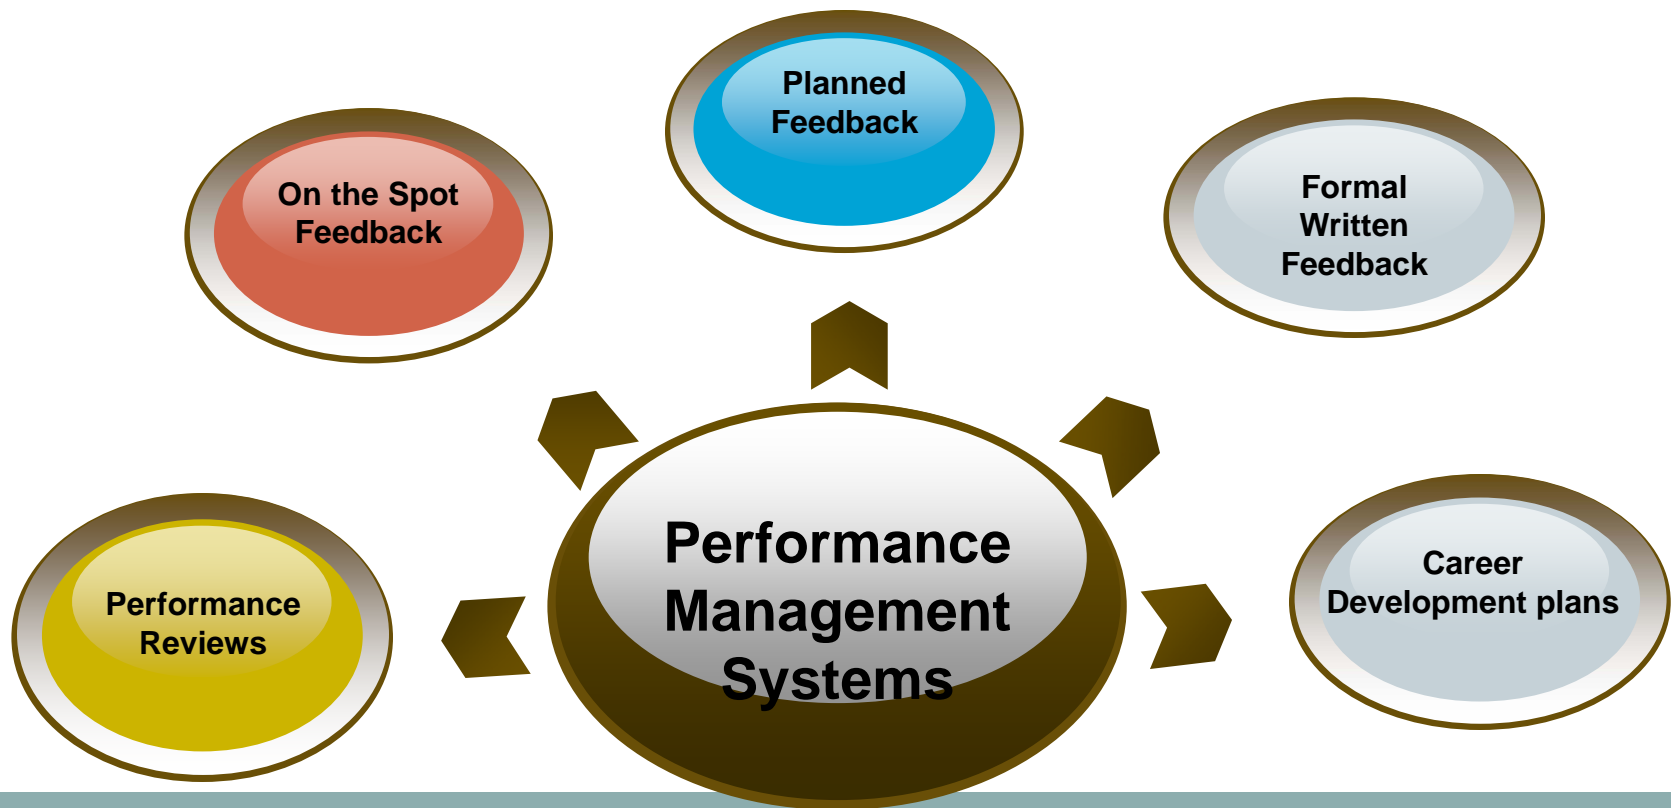 Planned
Feedback
On the Spot
Feedback
Formal
Written
Feedback
Performance
Reviews
Performance
Management
Systems
Career
Development plans